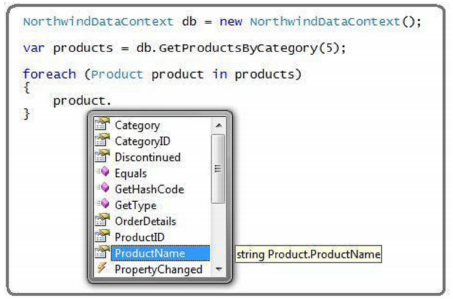 NorthwindDataContext db = new NorthwindDataContext();
var products = db.GetProductsByCategory(5);
foreach (Product product in products)
{
product.
}
Category
CategoryID
Discontinued
Equals
GetHashCode
GetType
OrderDetails
ProductID
ProductName
string Product.ProductName
PropertyChanged